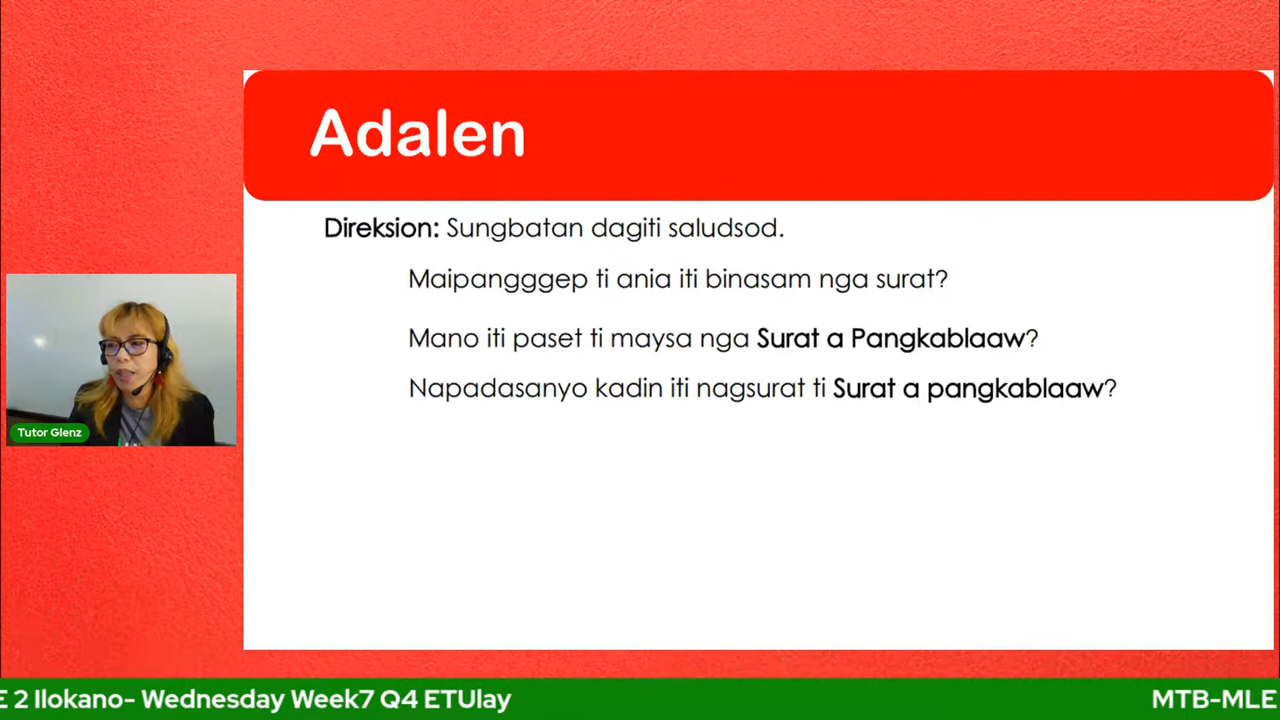 Adalen
Direksion: Sungbatan dagiti saludsod.
Maipangggep ti ania iti binasam nga surat?
Mano iti paset ti maysa nga Surat a Pangkablaaw?
Napadasanyo kadin iti nagsurat ti Surat a pangkablaaw?
Tutor Glenz
E 2 Ilokano- Wednesday Week7 Q4 ETUlay
MTB-MLE